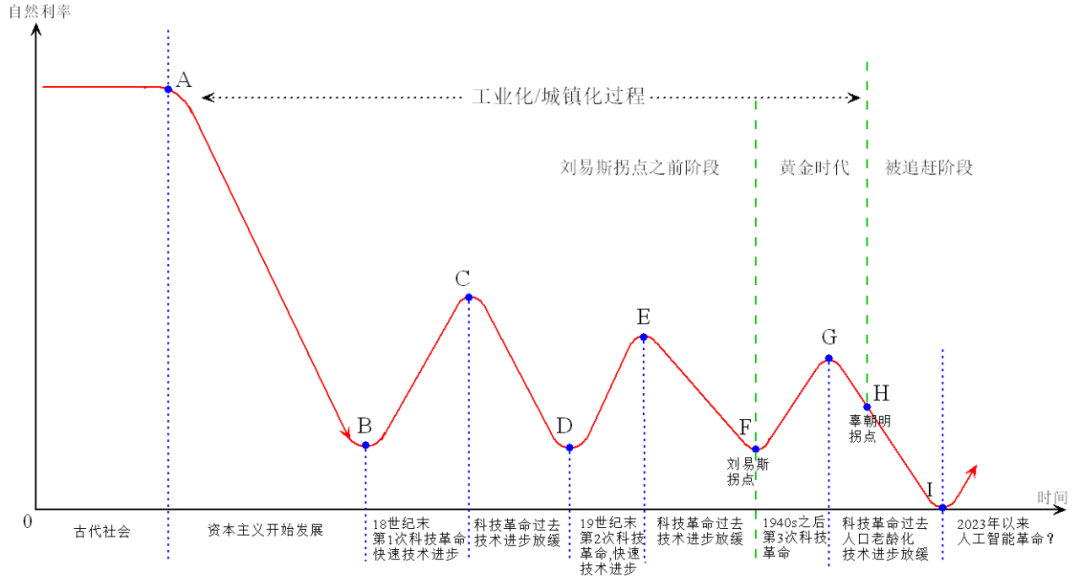 自然利率
A
工业化/城镇化过程
刘易斯拐点之前阶段
黄金时代
被追赶阶段
C
E
G
H
辜朝明
拐点
B
D
F
刘易斯
拐点
I
时间
0
古代社会
资本主义开始发展
18世纪末
第1次科技革命
快速技术进步
科技革命过去
技术进步放缓
19世纪末
第2次科技
革命,快速
技术进步
科技革命过去
技术进步放缓
1940s之后
第3次科技
革命
科技革命过去
人口老龄化
技术进步放缓
2023年以来
人工智能革命？